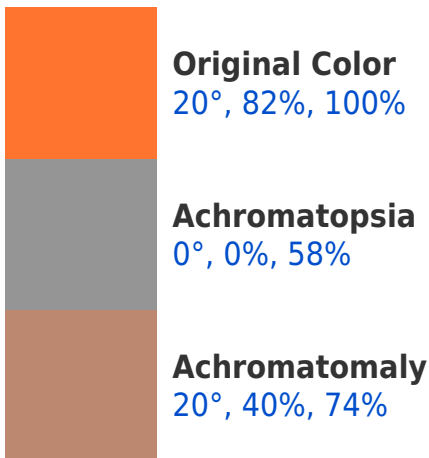 Original Color
20°, 82%, 100%
Achromatopsia
0°, 0%, 58%
Achromatomaly
20°, 40%, 74%